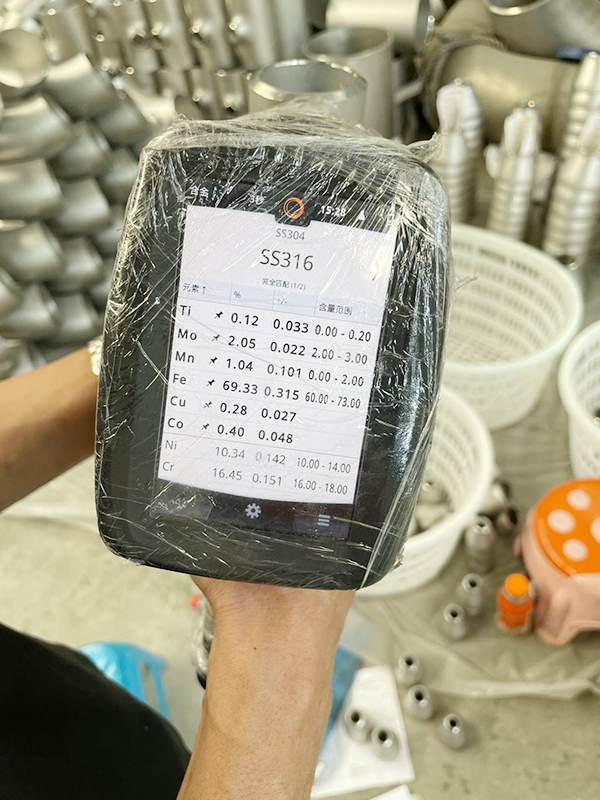 合金 3秒 15:28
SS304
SS316
完全匹配 (1/2)
元素↑ % +/- 含量范围
Ti 0.12 0.033 0.00 - 0.20
Mo 2.05 0.022 2.00 - 3.00
Mn 1.04 0.101 0.00 - 2.00
Fe 69.33 0.315 60.00 - 73.00
Cu 0.28 0.027
Co 0.40 0.048
Ni 10.34 0.142 10.00 - 14.00
Cr 16.45 0.151 16.00 - 18.00